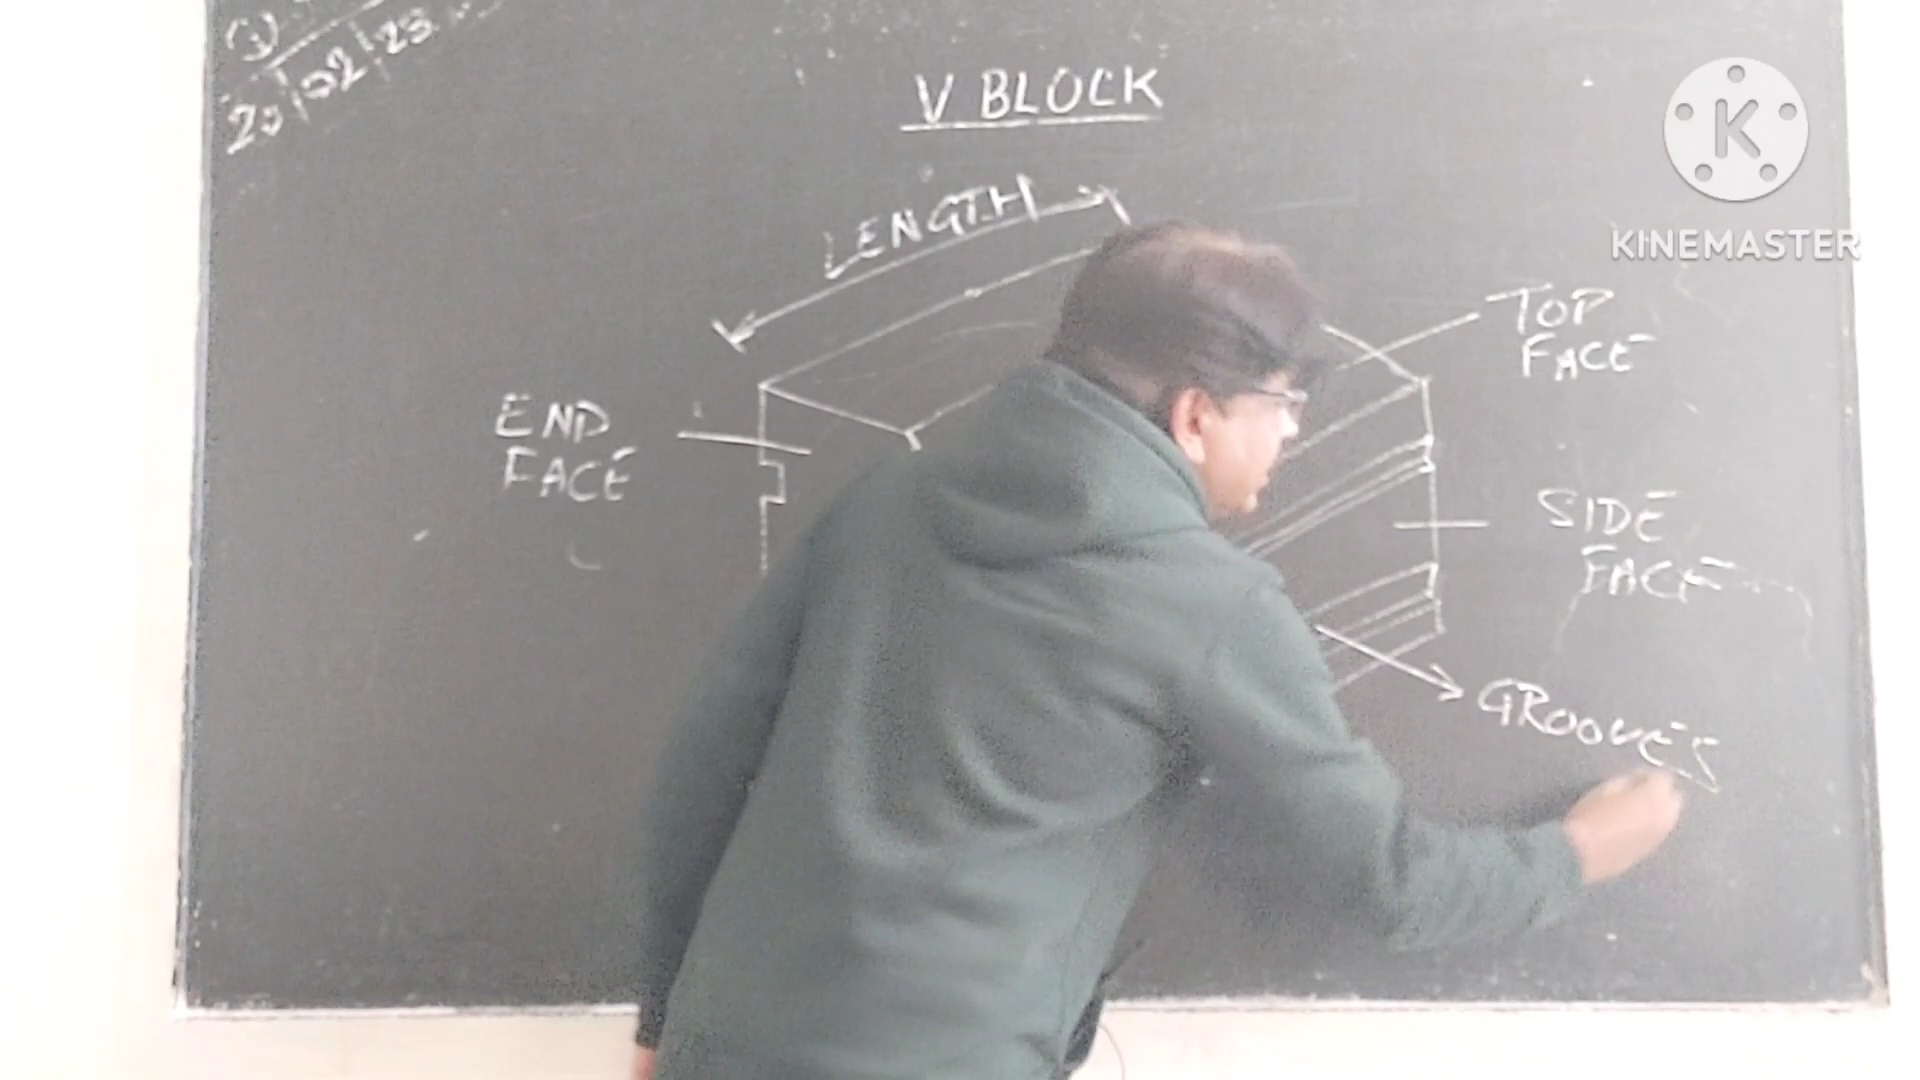 V BLOCK
LENGTH
K
KINEMASTER
TOP
FACE
END
FACE
SIDE
FACE
GROOVES